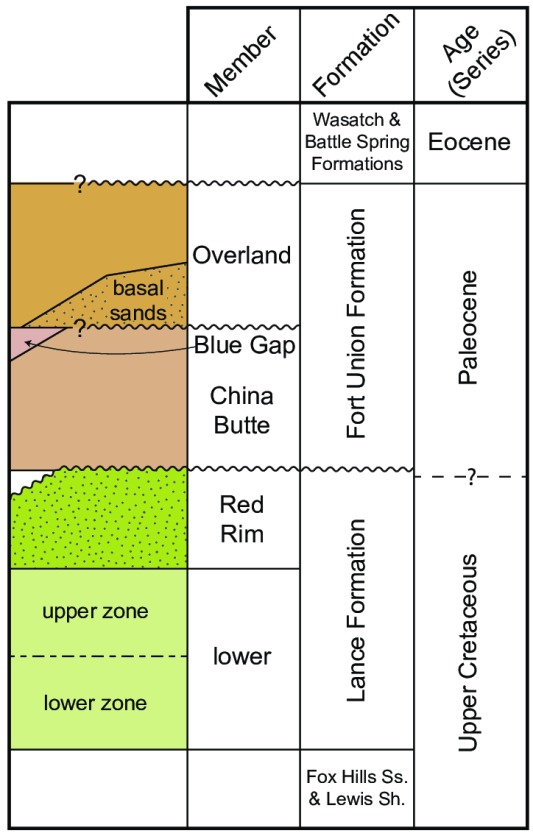 Member
Formation
Age
(Series)
Wasatch &
Battle Spring
Formations
Eocene
?
Overland
basal
sands
?
Blue Gap
China
Butte
Fort Union Formation
Paleocene
?
Red
Rim
upper zone
lower
lower zone
Lance Formation
Upper Cretaceous
Fox Hills Ss.
& Lewis Sh.